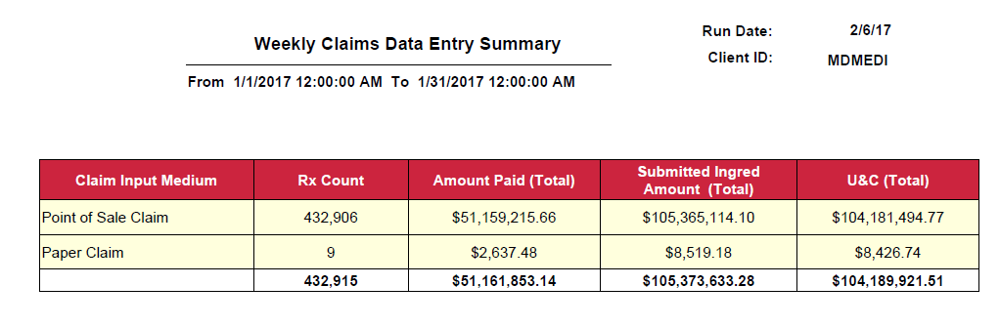 Weekly Claims Data Entry Summary
Run Date: 2/6/17
Client ID: MDMEDI
From 1/1/2017 12:00:00 AM To 1/31/2017 12:00:00 AM
Claim Input Medium Rx Count Amount Paid (Total) Submitted Ingred Amount (Total) U&C (Total)
Point of Sale Claim 432,906 $51,159,215.66 $105,365,114.10 $104,181,494.77
Paper Claim 9 $2,637.48 $8,519.18 $8,426.74
432,915 $51,161,853.14 $105,373,633.28 $104,189,921.51